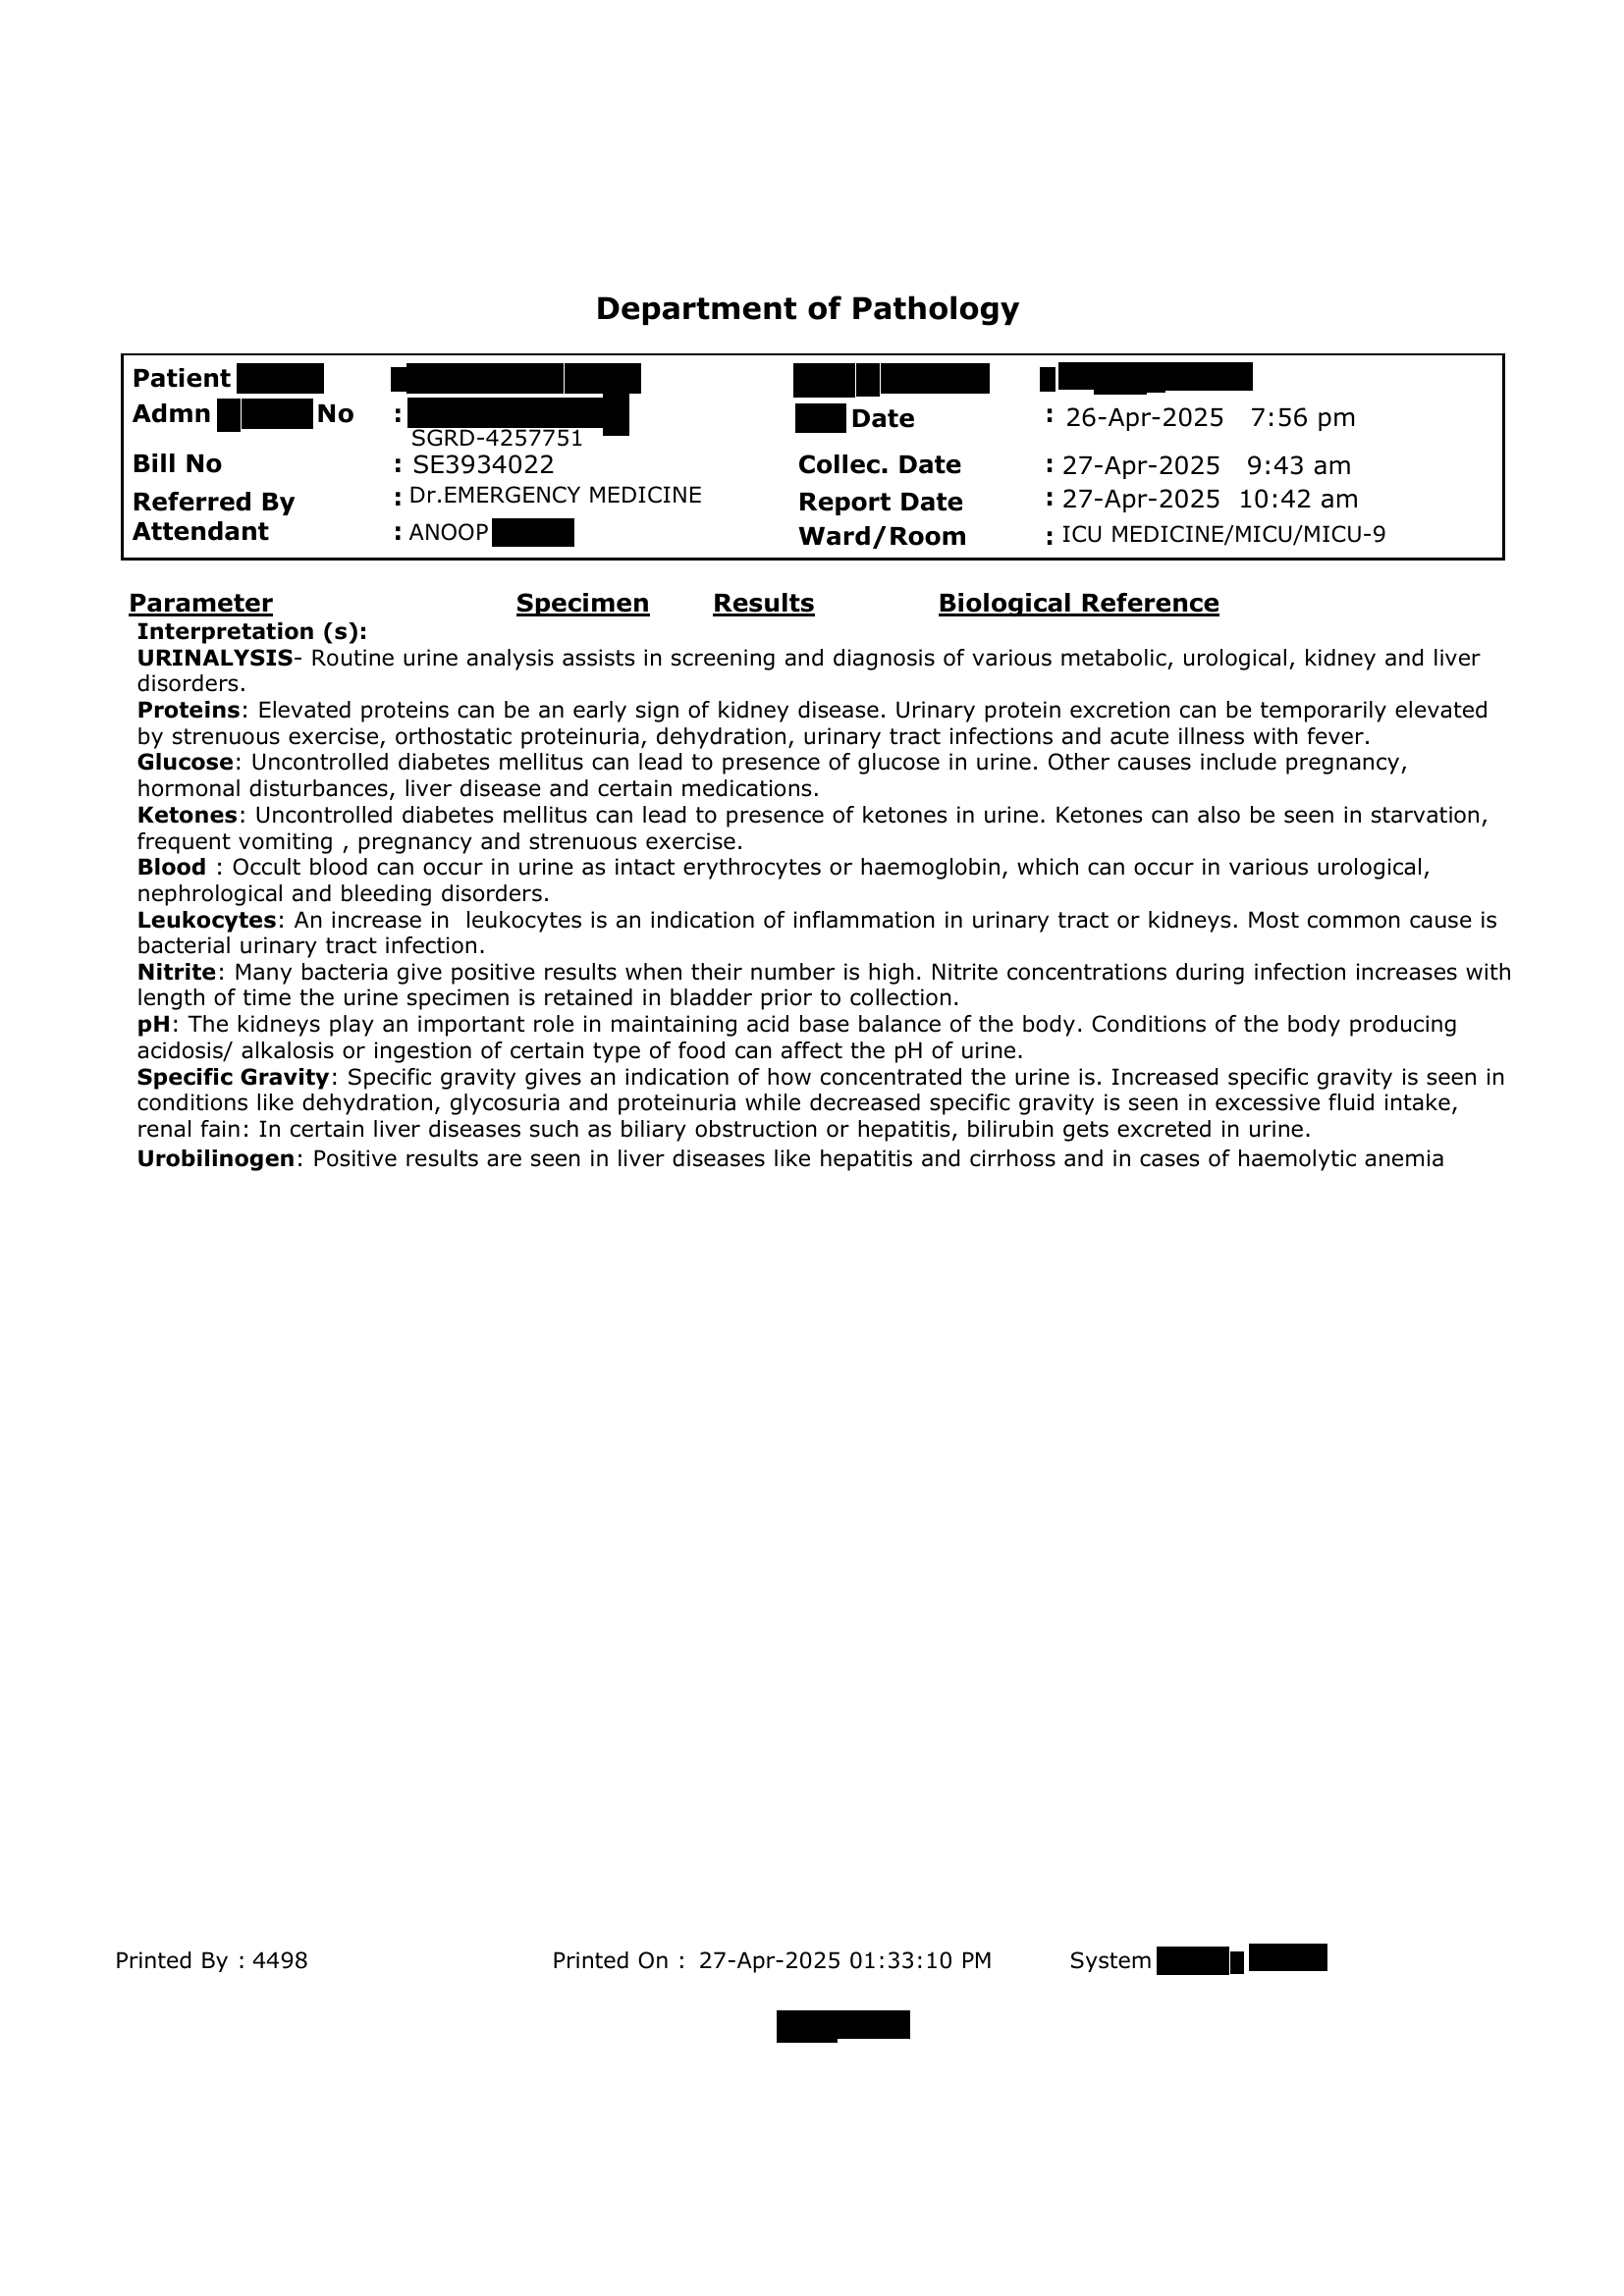 Department of Pathology
Patient
Admn No :
SGRD-4257751
Date : 26-Apr-2025 7:56 pm
Bill No : SE3934022 Collec. Date : 27-Apr-2025 9:43 am
Referred By : Dr.EMERGENCY MEDICINE Report Date : 27-Apr-2025 10:42 am
Attendant : ANOOP Ward/Room : ICU MEDICINE/MICU/MICU-9
Parameter Specimen Results Biological Reference
Interpretation (s):
URINALYSIS- Routine urine analysis assists in screening and diagnosis of various metabolic, urological, kidney and liver
disorders.
Proteins: Elevated proteins can be an early sign of kidney disease. Urinary protein excretion can be temporarily elevated
by strenuous exercise, orthostatic proteinuria, dehydration, urinary tract infections and acute illness with fever.
Glucose: Uncontrolled diabetes mellitus can lead to presence of glucose in urine. Other causes include pregnancy,
hormonal disturbances, liver disease and certain medications.
Ketones: Uncontrolled diabetes mellitus can lead to presence of ketones in urine. Ketones can also be seen in starvation,
frequent vomiting , pregnancy and strenuous exercise.
Blood : Occult blood can occur in urine as intact erythrocytes or haemoglobin, which can occur in various urological,
nephrological and bleeding disorders.
Leukocytes: An increase in leukocytes is an indication of inflammation in urinary tract or kidneys. Most common cause is
bacterial urinary tract infection.
Nitrite: Many bacteria give positive results when their number is high. Nitrite concentrations during infection increases with
length of time the urine specimen is retained in bladder prior to collection.
pH: The kidneys play an important role in maintaining acid base balance of the body. Conditions of the body producing
acidosis/ alkalosis or ingestion of certain type of food can affect the pH of urine.
Specific Gravity: Specific gravity gives an indication of how concentrated the urine is. Increased specific gravity is seen in
conditions like dehydration, glycosuria and proteinuria while decreased specific gravity is seen in excessive fluid intake,
renal fain: In certain liver diseases such as biliary obstruction or hepatitis, bilirubin gets excreted in urine.
Urobilinogen: Positive results are seen in liver diseases like hepatitis and cirrhoss and in cases of haemolytic anemia
Printed By : 4498 Printed On : 27-Apr-2025 01:33:10 PM System